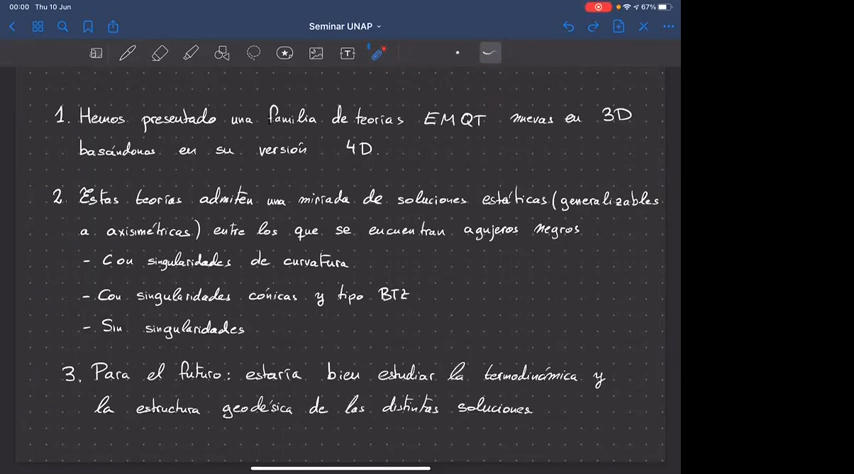 00:00 Thu 10 Jun
67%
Seminar UNAP
1. Hemos presentado una familia de teorías EMQT nuevas en 3D
basándonos en su versión 4D.
2 Estas teorías admiten una miríada de soluciones estáticas (generalizables
a axisimétricas) entre los que se encuentran agujeros negros
- Con singularidades de curvatura
- Con singularidades cónicas y tipo BTZ
- Sin singularidades
3. Para el futuro: estaría bien estudiar la termodinámica y
la estructura geodésica de las distintas soluciones